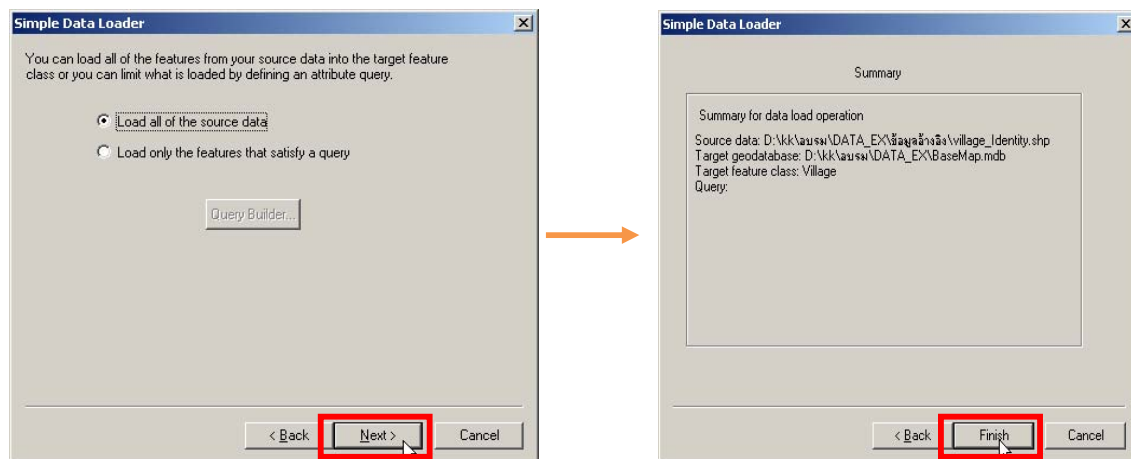 Simple Data Loader
You can load all of the features from your source data into the target feature
class or you can limit what is loaded by defining an attribute query.
Load all of the source data
Load only the features that satisfy a query
Query Builder...
< Back
Next >
Cancel
Simple Data Loader
Summary
Summary for data load operation
Source data: D:\kk\อบรม\DATA_EX\ข้อมูลอ้างอิง\village_Identity.shp
Target geodatabase: D:\kk\อบรม\DATA_EX\BaseMap.mdb
Target feature class: Village
Query:
< Back
Finish
Cancel